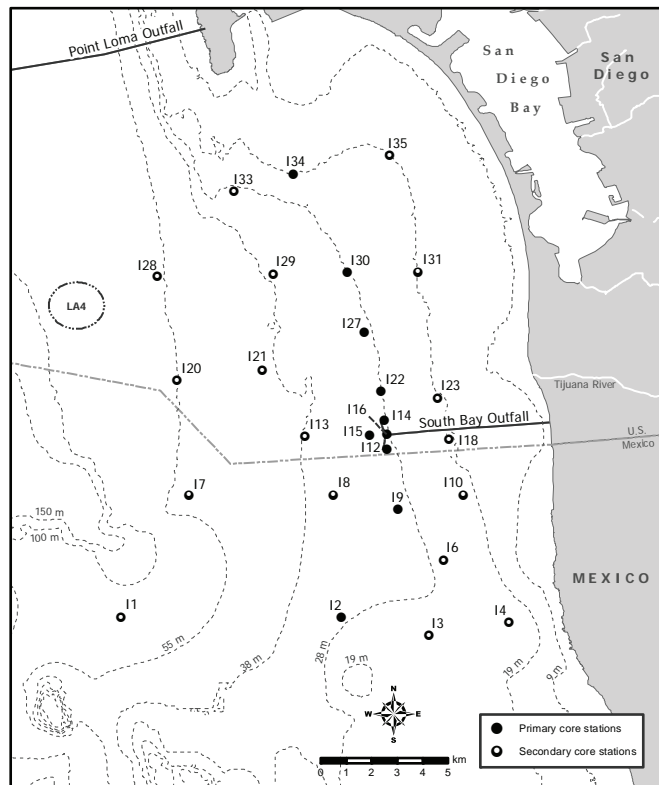 Point Loma Outfall
San
Diego
Bay
San
Diego
I35
I34
I33
I28
I29
I30
I31
LA4
I27
I21
I20
I22
I23
I16
I14
South Bay Outfall
Tijuana River
I13
I15
I18
U.S.
Mexico
I12
I7
I8
I10
I9
150 m
100 m
I6
MEXICO
I1
I2
I3
I4
55 m
38 m
28 m
19 m
19 m
9 m
N
W E
S
Primary core stations
Secondary core stations
km
0 1 2 3 4 5